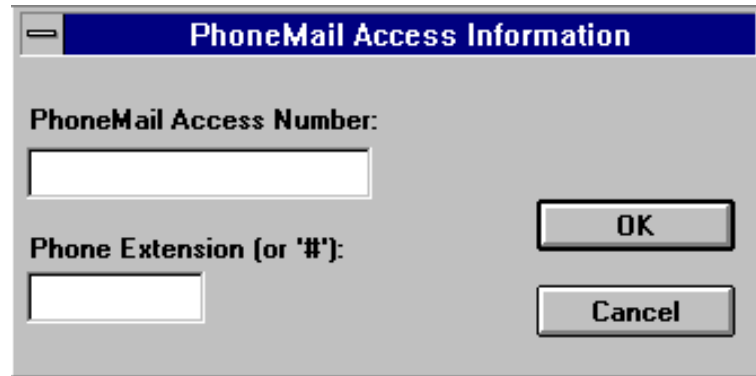 PhoneMail Access Information
PhoneMail Access Number:
OK
Phone Extension (or '#'):
Cancel